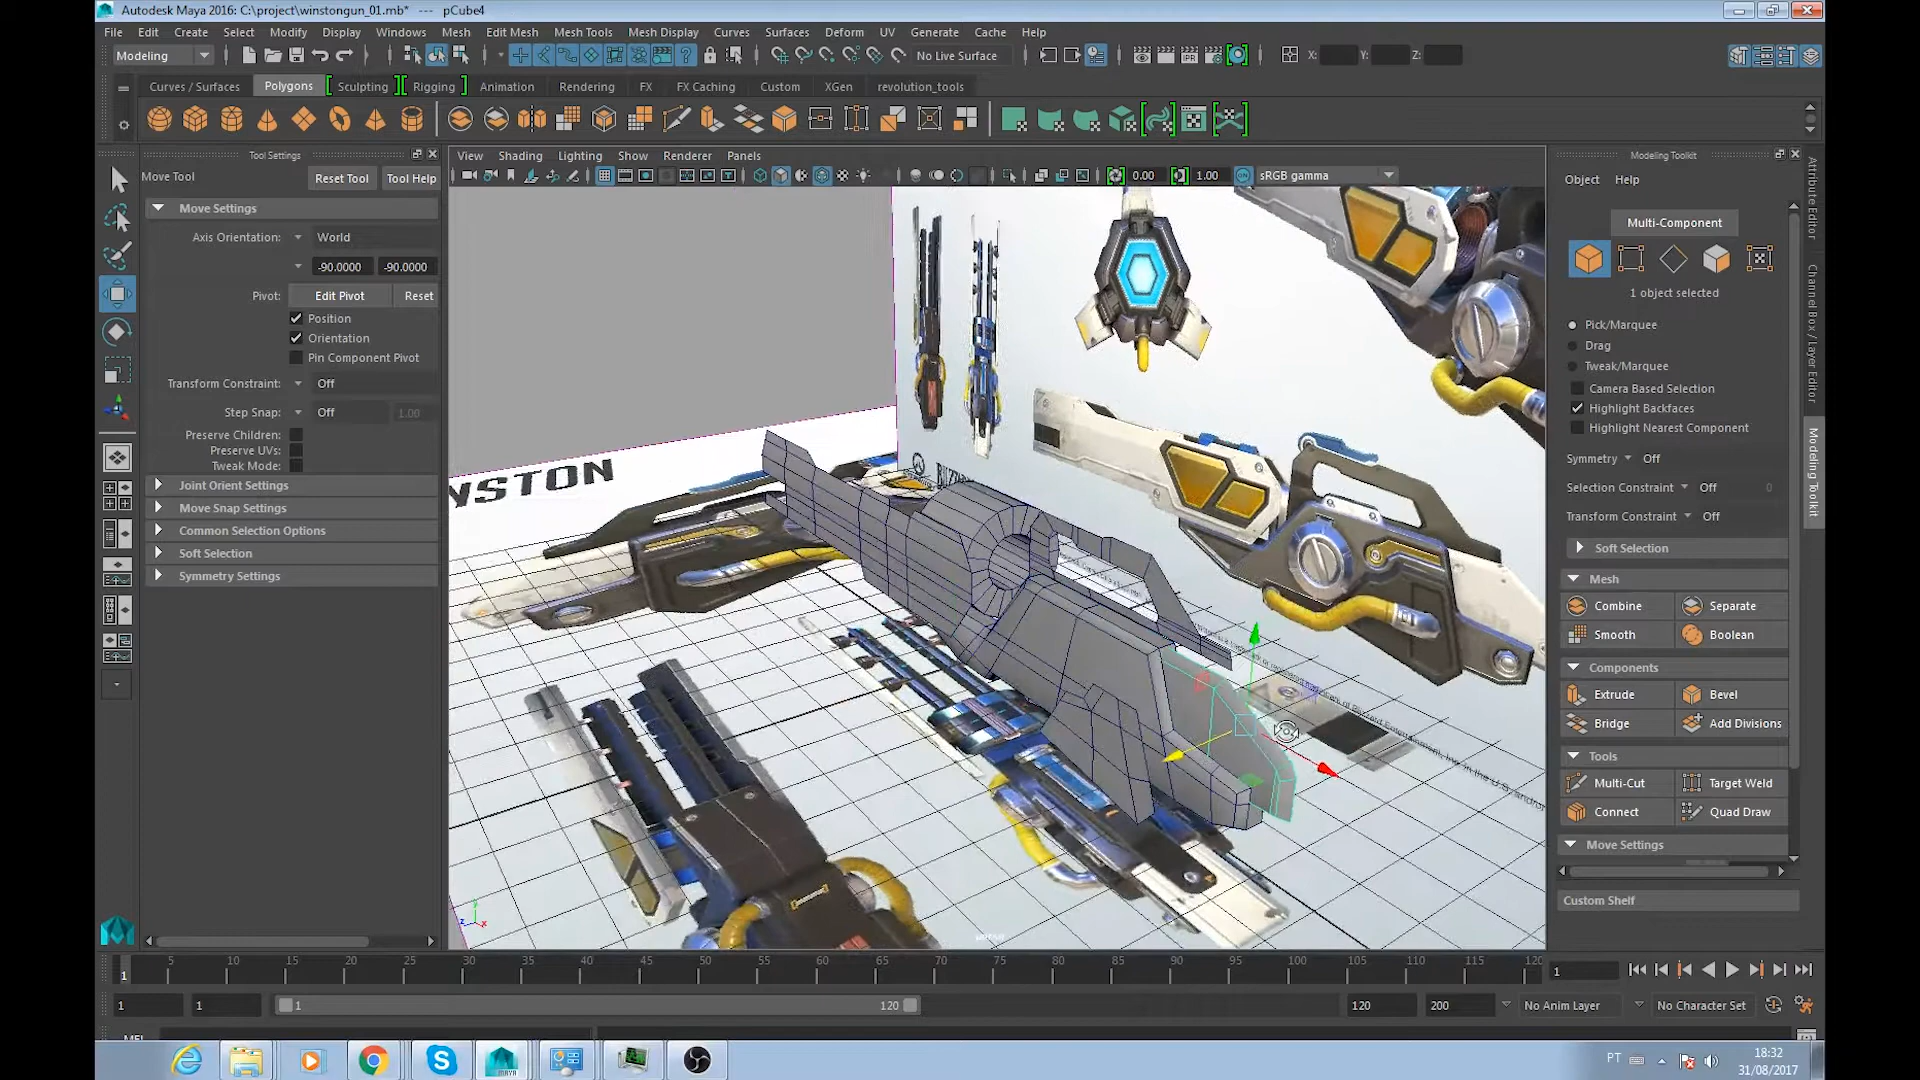 Autodesk Maya 2016: C:\project\winstongun_01.mb* --- pCube4
File Edit Create Select Modify Display Windows Mesh Edit Mesh Mesh Tools Mesh Display Curves Surfaces Deform UV Generate Cache Help
Modeling No Live Surface X: Y: Z:
Curves / Surfaces Polygons Sculpting Rigging Animation Rendering FX FX Caching Custom XGen revolution_tools
Tool Settings
Move Tool Reset Tool Tool Help
Move Settings
Axis Orientation: World
-90.0000 -90.0000
Pivot: Edit Pivot Reset
Position
Orientation
Pin Component Pivot
Transform Constraint: Off
Step Snap: Off 1.00
Preserve Children:
Preserve UVs:
Tweak Mode:
Joint Orient Settings
Move Snap Settings
Common Selection Options
Soft Selection
Symmetry Settings
View Shading Lighting Show Renderer Panels
0.00 1.00 sRGB gamma
NSTON
persp
Modeling Toolkit
Object Help
Multi-Component
1 object selected
Pick/Marquee
Drag
Tweak/Marquee
Camera Based Selection
Highlight Backfaces
Highlight Nearest Component
Symmetry Off
Selection Constraint Off 0
Transform Constraint Off
Soft Selection
Mesh
Combine Separate
Smooth Boolean
Components
Extrude Bevel
Bridge Add Divisions
Tools
Multi-Cut Target Weld
Connect Quad Draw
Move Settings
Custom Shelf
Attribute Editor
Channel Box / Layer Editor
Modeling Toolkit
1 5 10 15 20 25 30 35 40 45 50 55 60 65 70 75 80 85 90 95 100 105 110 115 120 1
1 1 1 120 120 200 No Anim Layer No Character Set
MEL
PT 18:32
31/08/2017